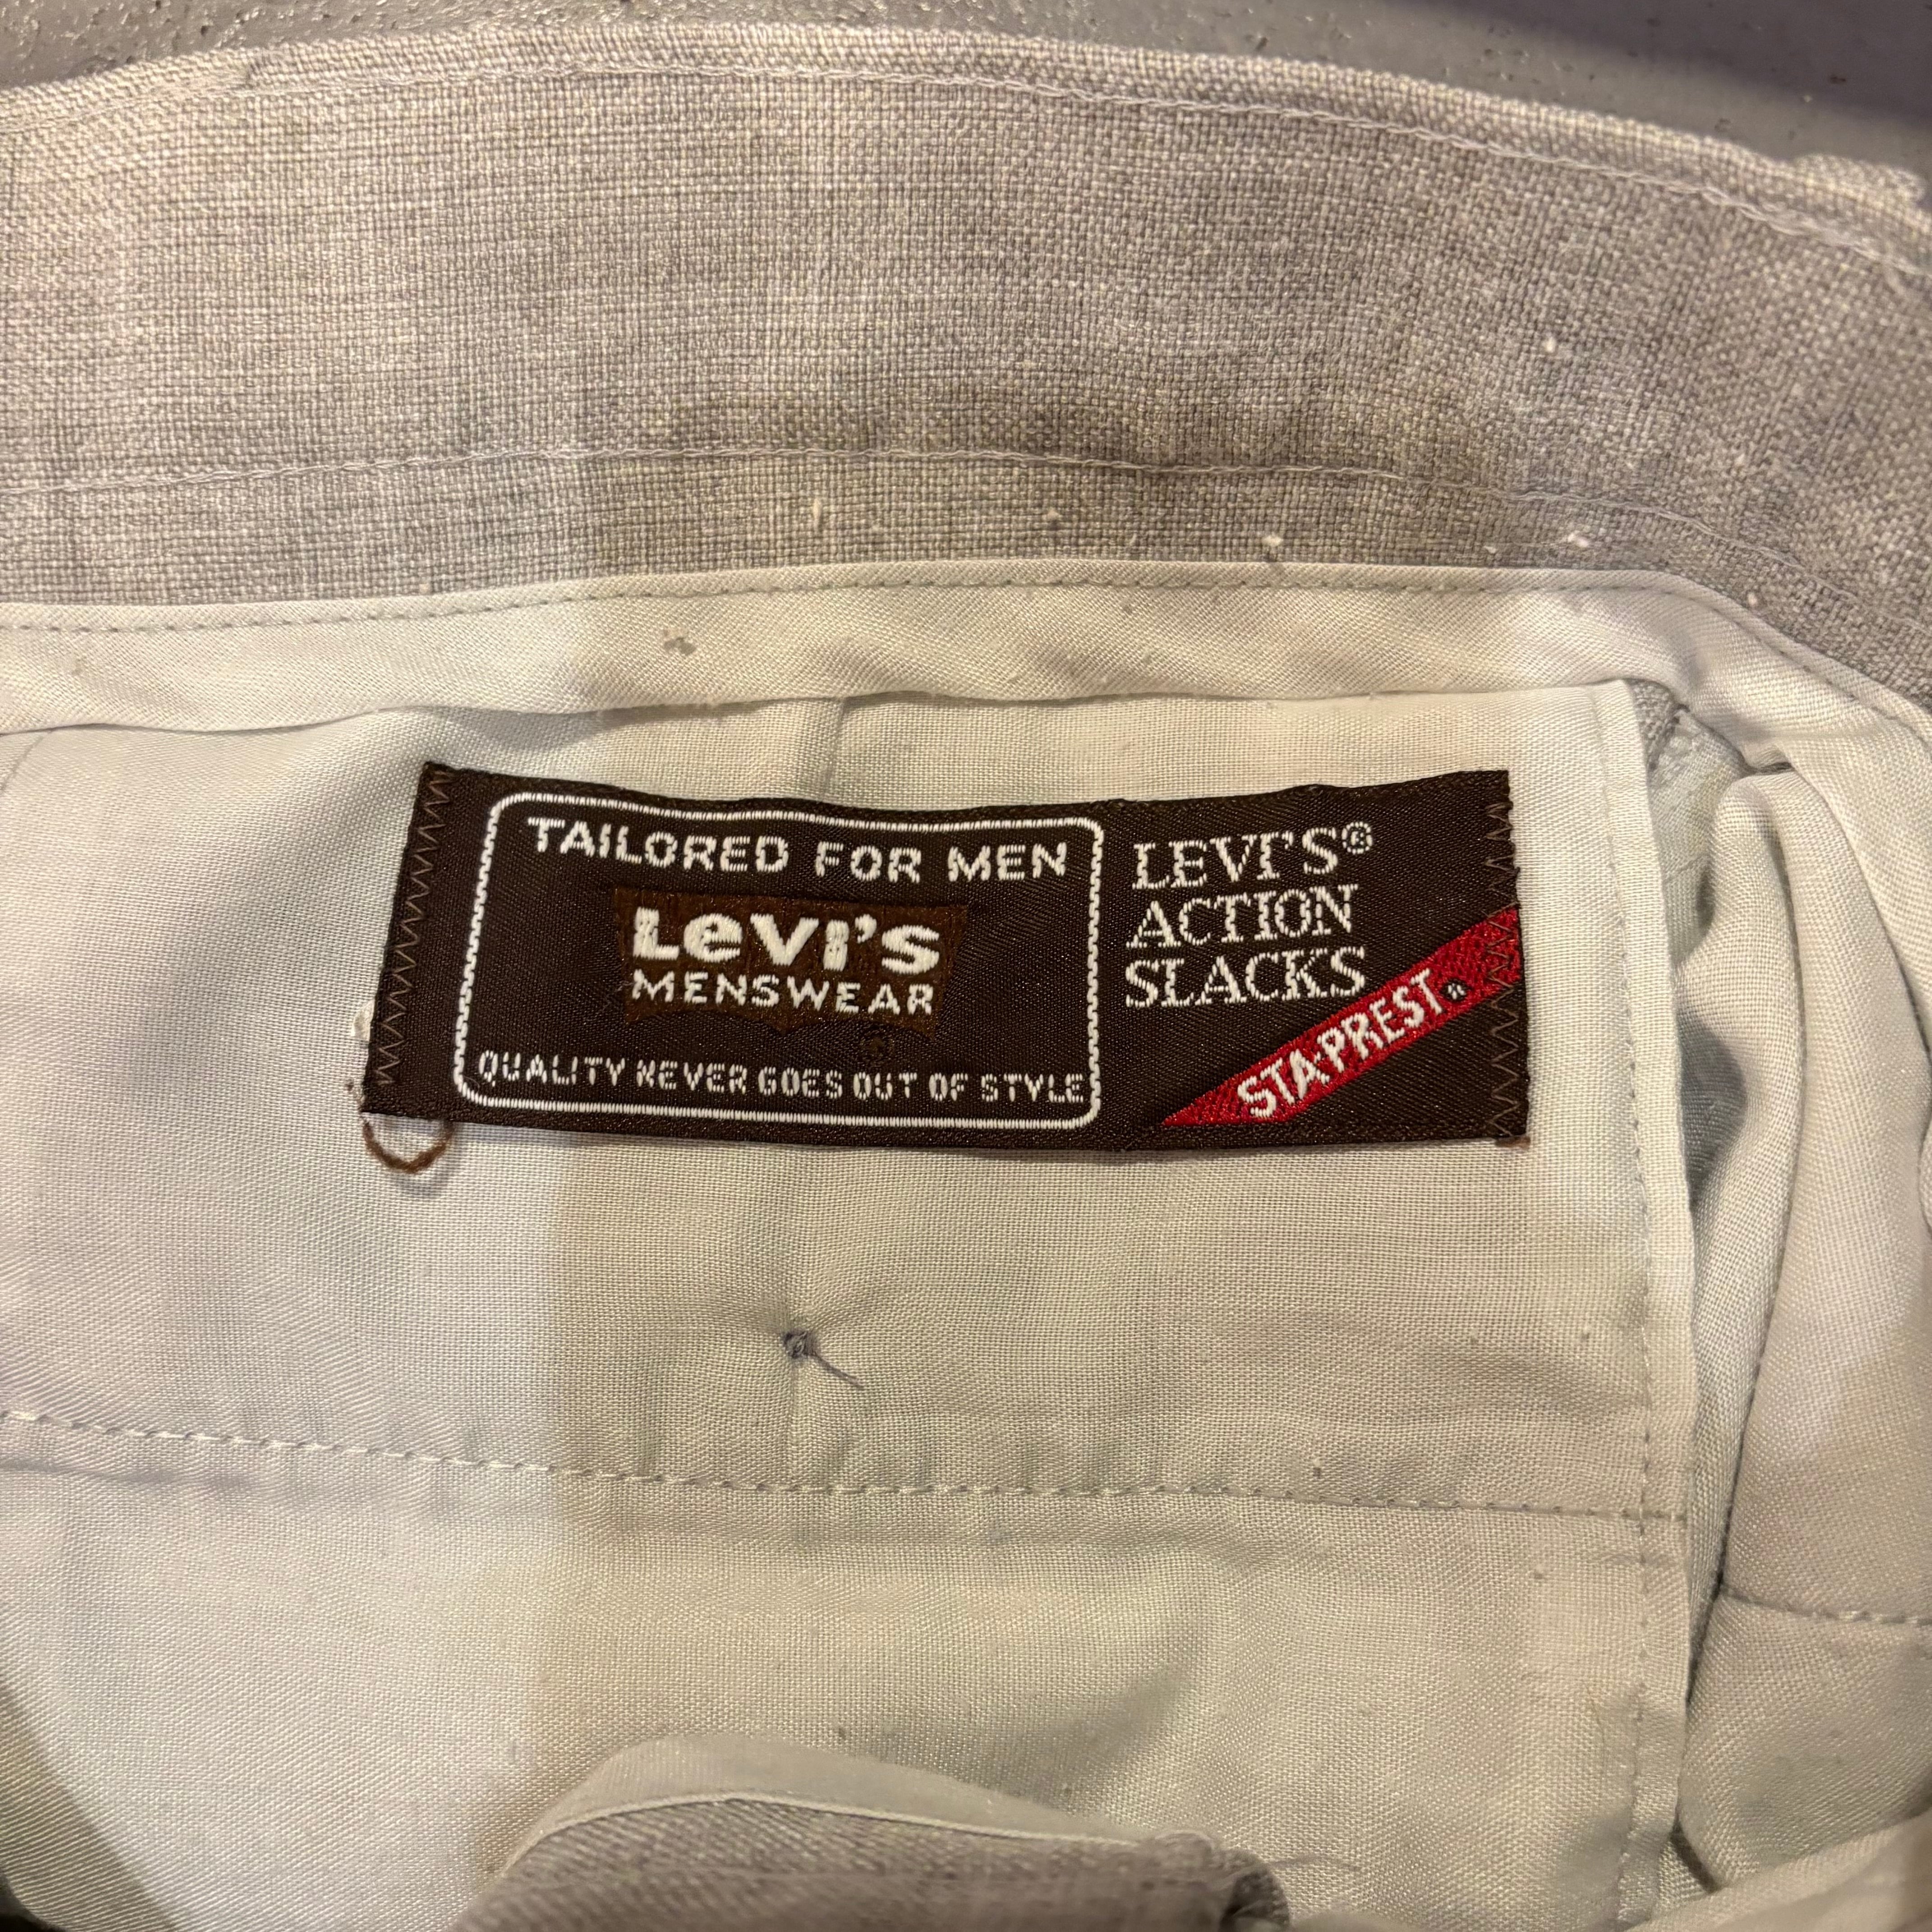 TAILORED FOR MEN
Levi's
MENSWEAR
®
QUALITY NEVER GOES OUT OF STYLE
LEVI'S®
ACTION
SLACKS
STA-PREST®